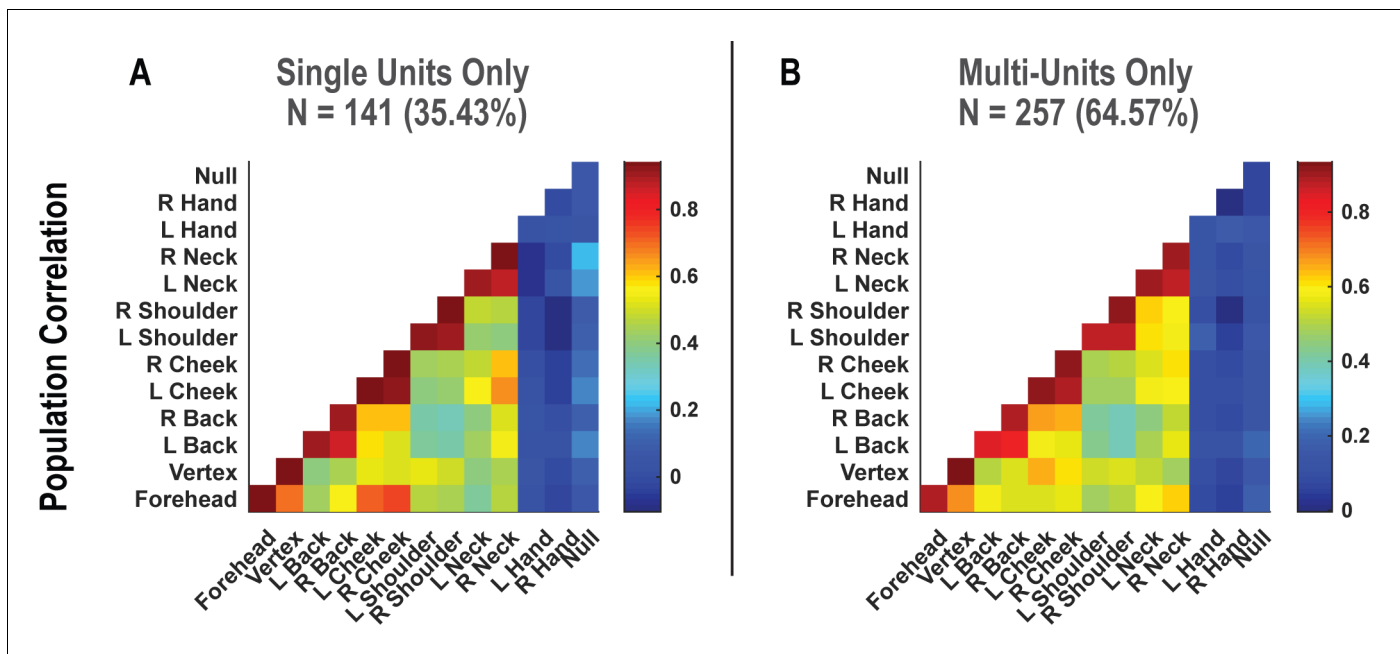 A
Single Units Only
N = 141 (35.43%)
Population Correlation
Null
R Hand
L Hand
R Neck
L Neck
R Shoulder
L Shoulder
R Cheek
L Cheek
R Back
L Back
Vertex
Forehead
Forehead
Vertex
L Back
R Back
L Cheek
R Cheek
L Shoulder
R Shoulder
L Neck
R Neck
L Hand
R Hand
Null
0.8
0.6
0.4
0.2
0
B
Multi-Units Only
N = 257 (64.57%)
Null
R Hand
L Hand
R Neck
L Neck
R Shoulder
L Shoulder
R Cheek
L Cheek
R Back
L Back
Vertex
Forehead
Forehead
Vertex
L Back
R Back
L Cheek
R Cheek
L Shoulder
R Shoulder
L Neck
R Neck
L Hand
R Hand
Null
0.8
0.6
0.4
0.2
0